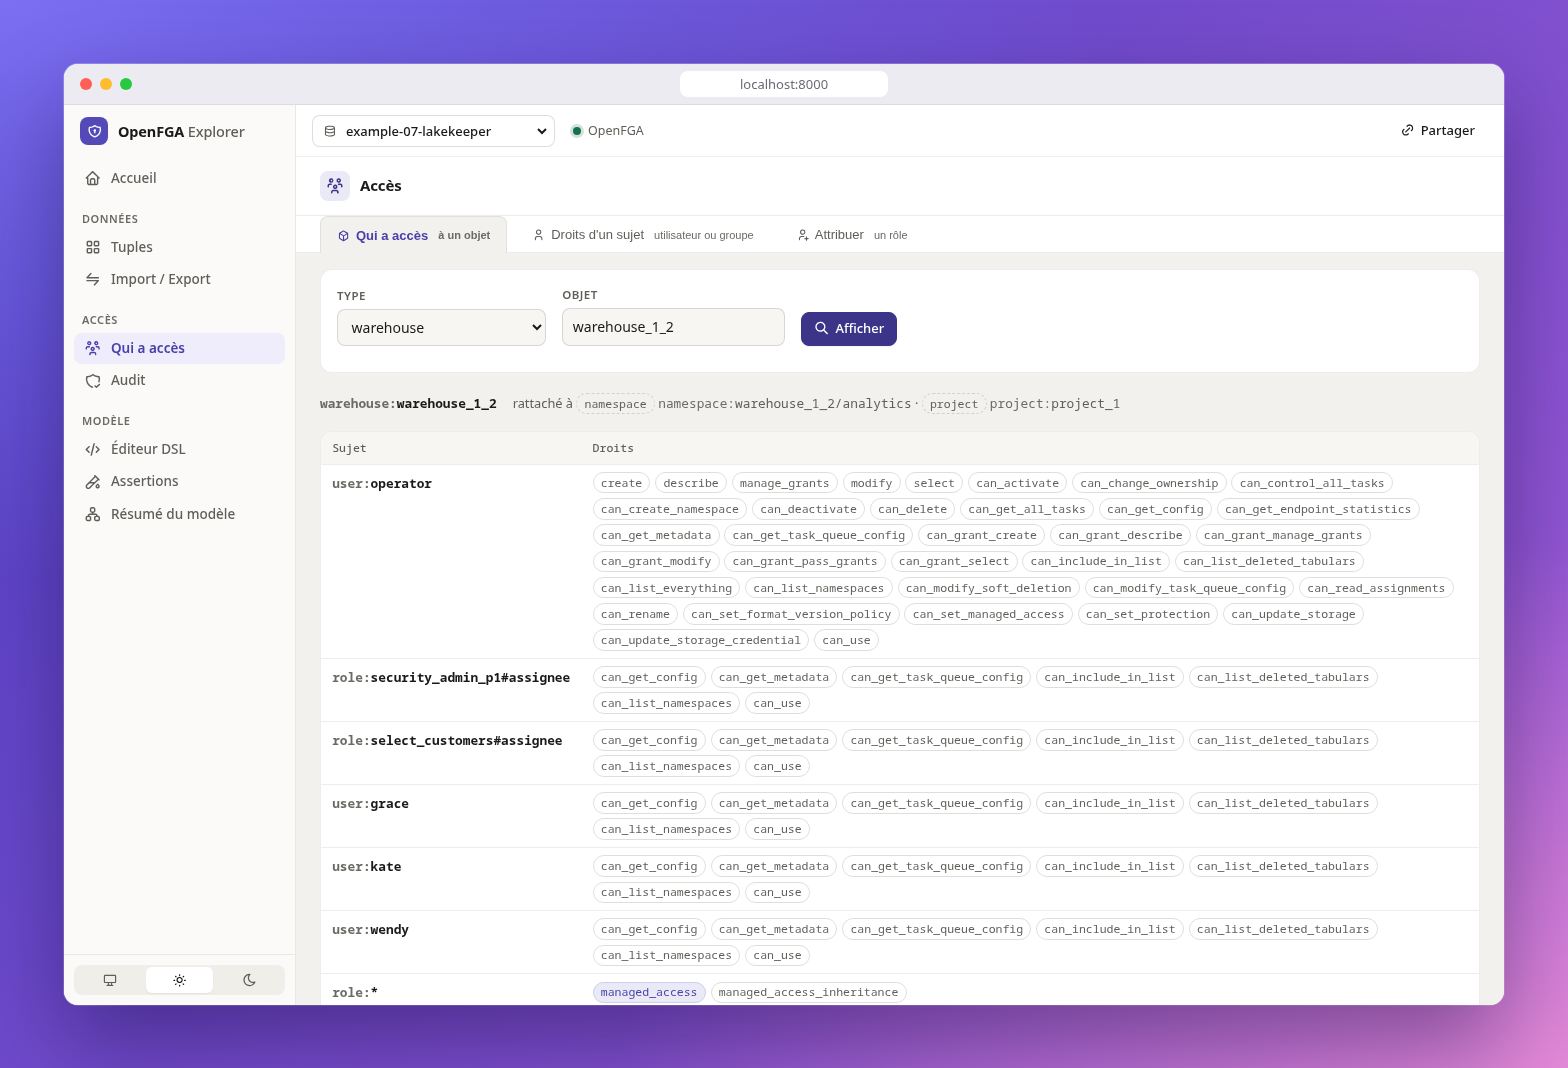 localhost:8000
OpenFGA Explorer
example-07-lakekeeper
OpenFGA
Partager
Accueil
DONNÉES
Tuples
Import / Export
ACCÈS
Qui a accès
Audit
MODÈLE
Éditeur DSL
Assertions
Résumé du modèle
Accès
Qui a accès à un objet
Droits d'un sujet utilisateur ou groupe
Attribuer un rôle
TYPE
warehouse
OBJET
warehouse_1_2
Afficher
warehouse:warehouse_1_2 rattaché à namespace namespace:warehouse_1_2/analytics · project project:project_1
Sujet Droits
user:operator create describe manage_grants modify select can_activate can_change_ownership can_control_all_tasks
can_create_namespace can_deactivate can_delete can_get_all_tasks can_get_config can_get_endpoint_statistics
can_get_metadata can_get_task_queue_config can_grant_create can_grant_describe can_grant_manage_grants
can_grant_modify can_grant_pass_grants can_grant_select can_include_in_list can_list_deleted_tabulars
can_list_everything can_list_namespaces can_modify_soft_deletion can_modify_task_queue_config can_read_assignments
can_rename can_set_format_version_policy can_set_managed_access can_set_protection can_update_storage
can_update_storage_credential can_use
role:security_admin_p1#assignee can_get_config can_get_metadata can_get_task_queue_config can_include_in_list can_list_deleted_tabulars
can_list_namespaces can_use
role:select_customers#assignee can_get_config can_get_metadata can_get_task_queue_config can_include_in_list can_list_deleted_tabulars
can_list_namespaces can_use
user:grace can_get_config can_get_metadata can_get_task_queue_config can_include_in_list can_list_deleted_tabulars
can_list_namespaces can_use
user:kate can_get_config can_get_metadata can_get_task_queue_config can_include_in_list can_list_deleted_tabulars
can_list_namespaces can_use
user:wendy can_get_config can_get_metadata can_get_task_queue_config can_include_in_list can_list_deleted_tabulars
can_list_namespaces can_use
role:* managed_access managed_access_inheritance